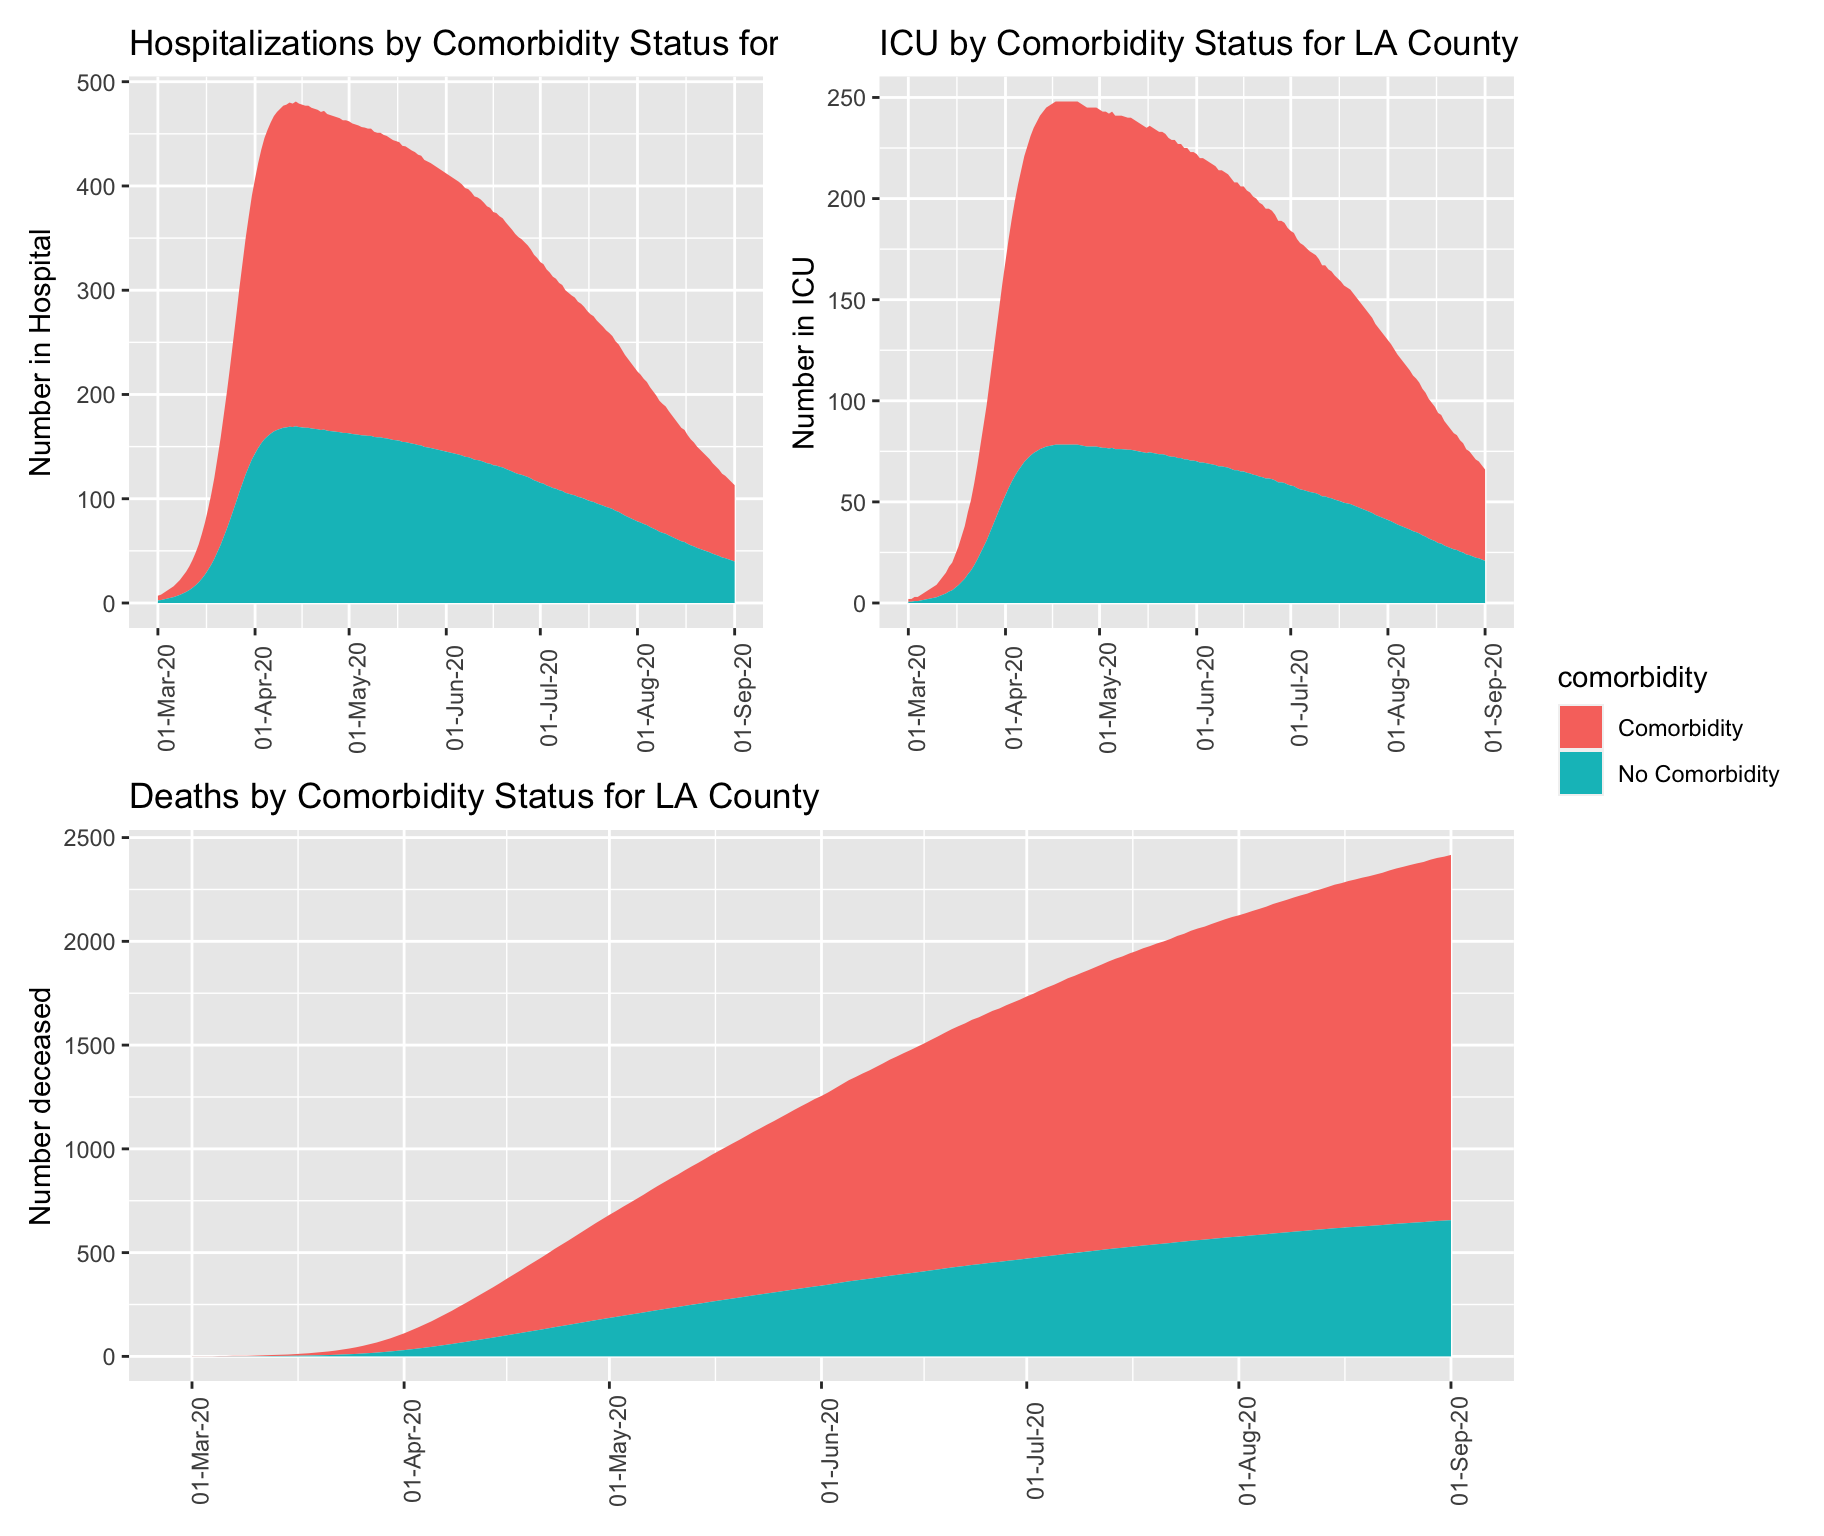 Hospitalizations by Comorbidity Status for
Number in Hospital
500
400
300
200
100
0
01-Mar-20
01-Apr-20
01-May-20
01-Jun-20
01-Jul-20
01-Aug-20
01-Sep-20
ICU by Comorbidity Status for LA County
Number in ICU
250
200
150
100
50
0
01-Mar-20
01-Apr-20
01-May-20
01-Jun-20
01-Jul-20
01-Aug-20
01-Sep-20
comorbidity
Comorbidity
No Comorbidity
Deaths by Comorbidity Status for LA County
Number deceased
2500
2000
1500
1000
500
0
01-Mar-20
01-Apr-20
01-May-20
01-Jun-20
01-Jul-20
01-Aug-20
01-Sep-20